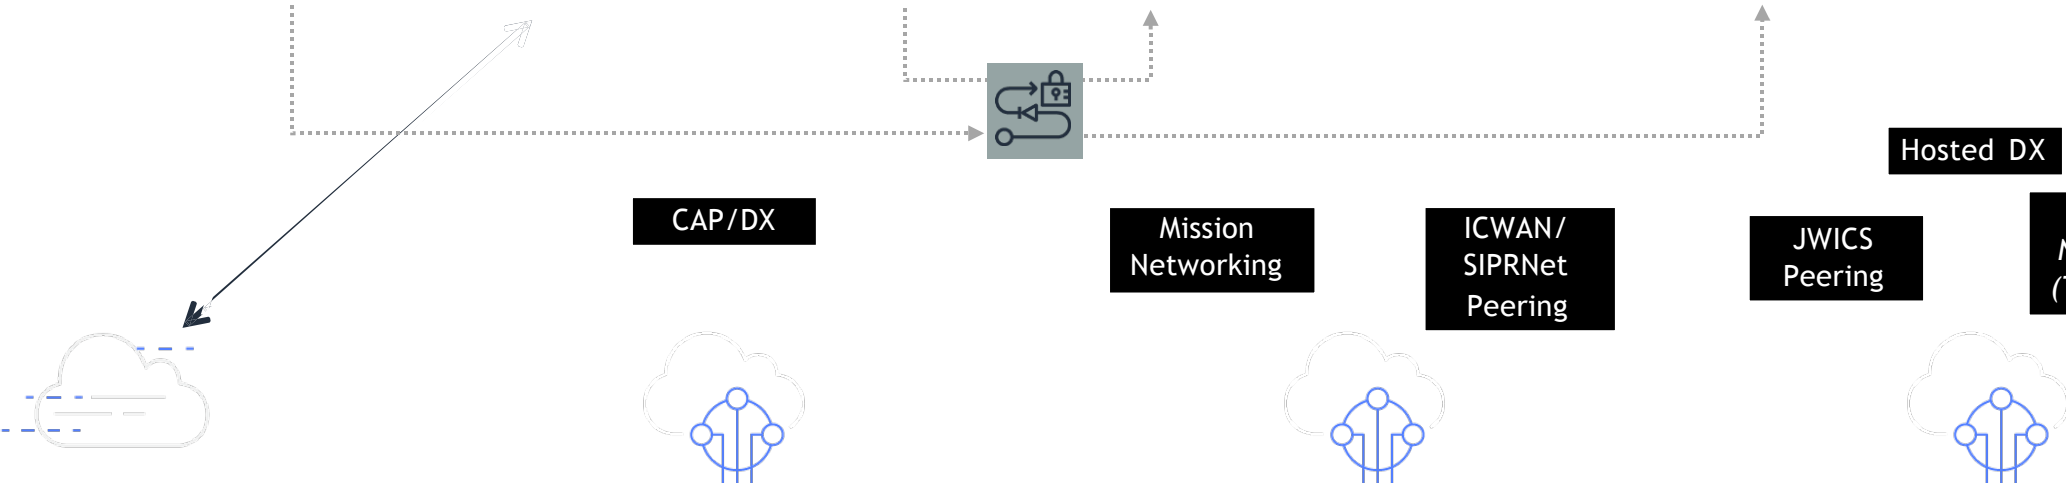 Hosted DX
CAP/DX
Mission
Networking
ICWAN/
SIPRNet
Peering
JWICS
Peering